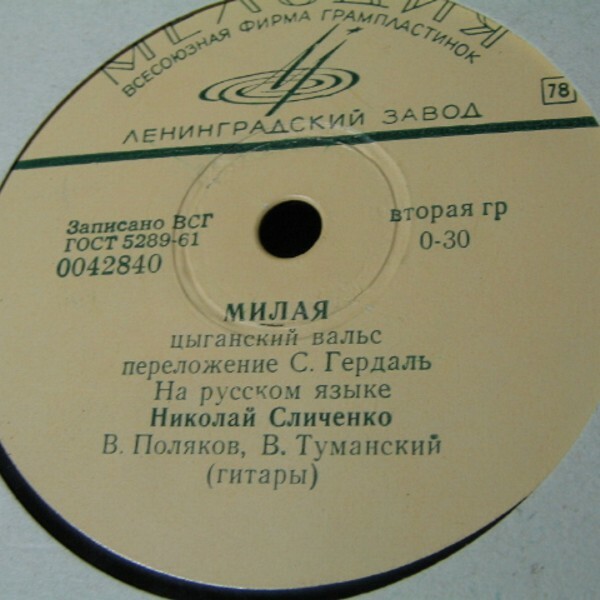 МЕЛОДИЯ
ВСЕСОЮЗНАЯ ФИРМА ГРАМПЛАСТИНОК
78
ЛЕНИНГРАДСКИЙ ЗАВОД
Записано ВСГ
ГОСТ 5289-61
0042840
вторая гр
0-30
МИЛАЯ
цыганский вальс
переложение С. Гердаль
На русском языке
Николай Сличенко
В. Поляков, В. Туманский
(гитары)